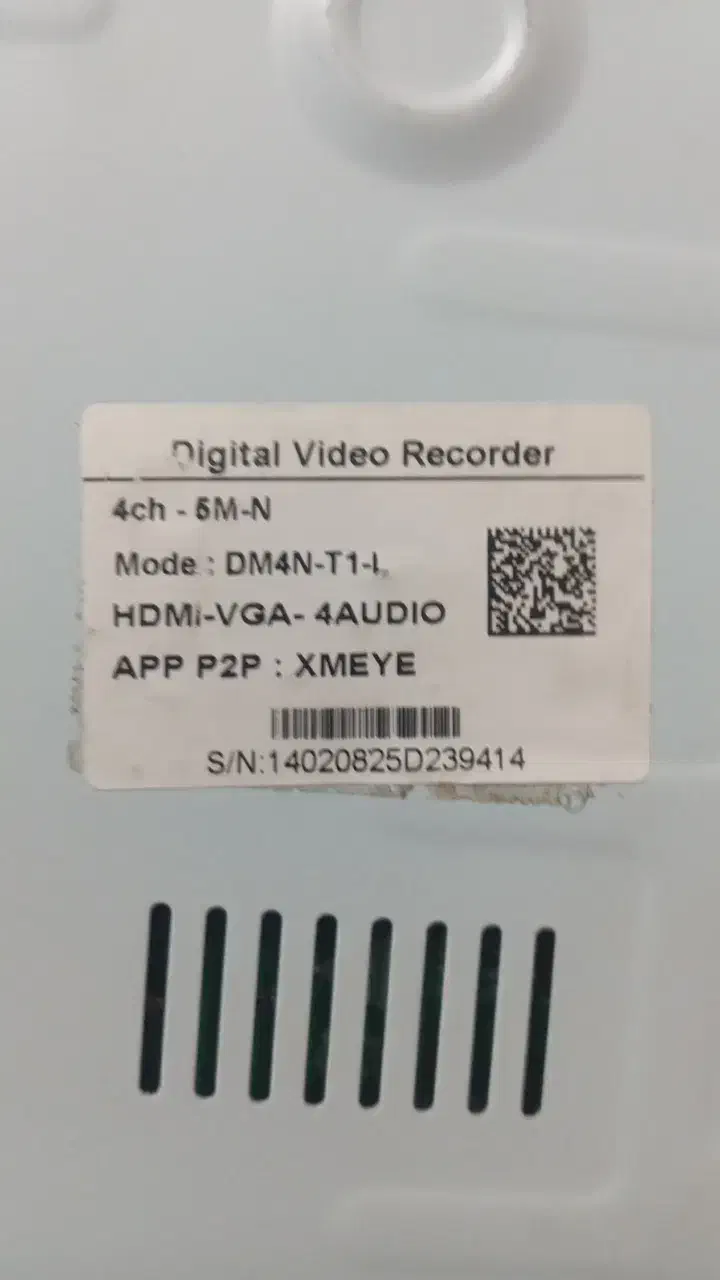 Digital Video Recorder
4ch - 5M-N
Mode : DM4N-T1-L
HDMi-VGA- 4AUDIO
APP P2P : XMEYE
S/N:14020825D239414